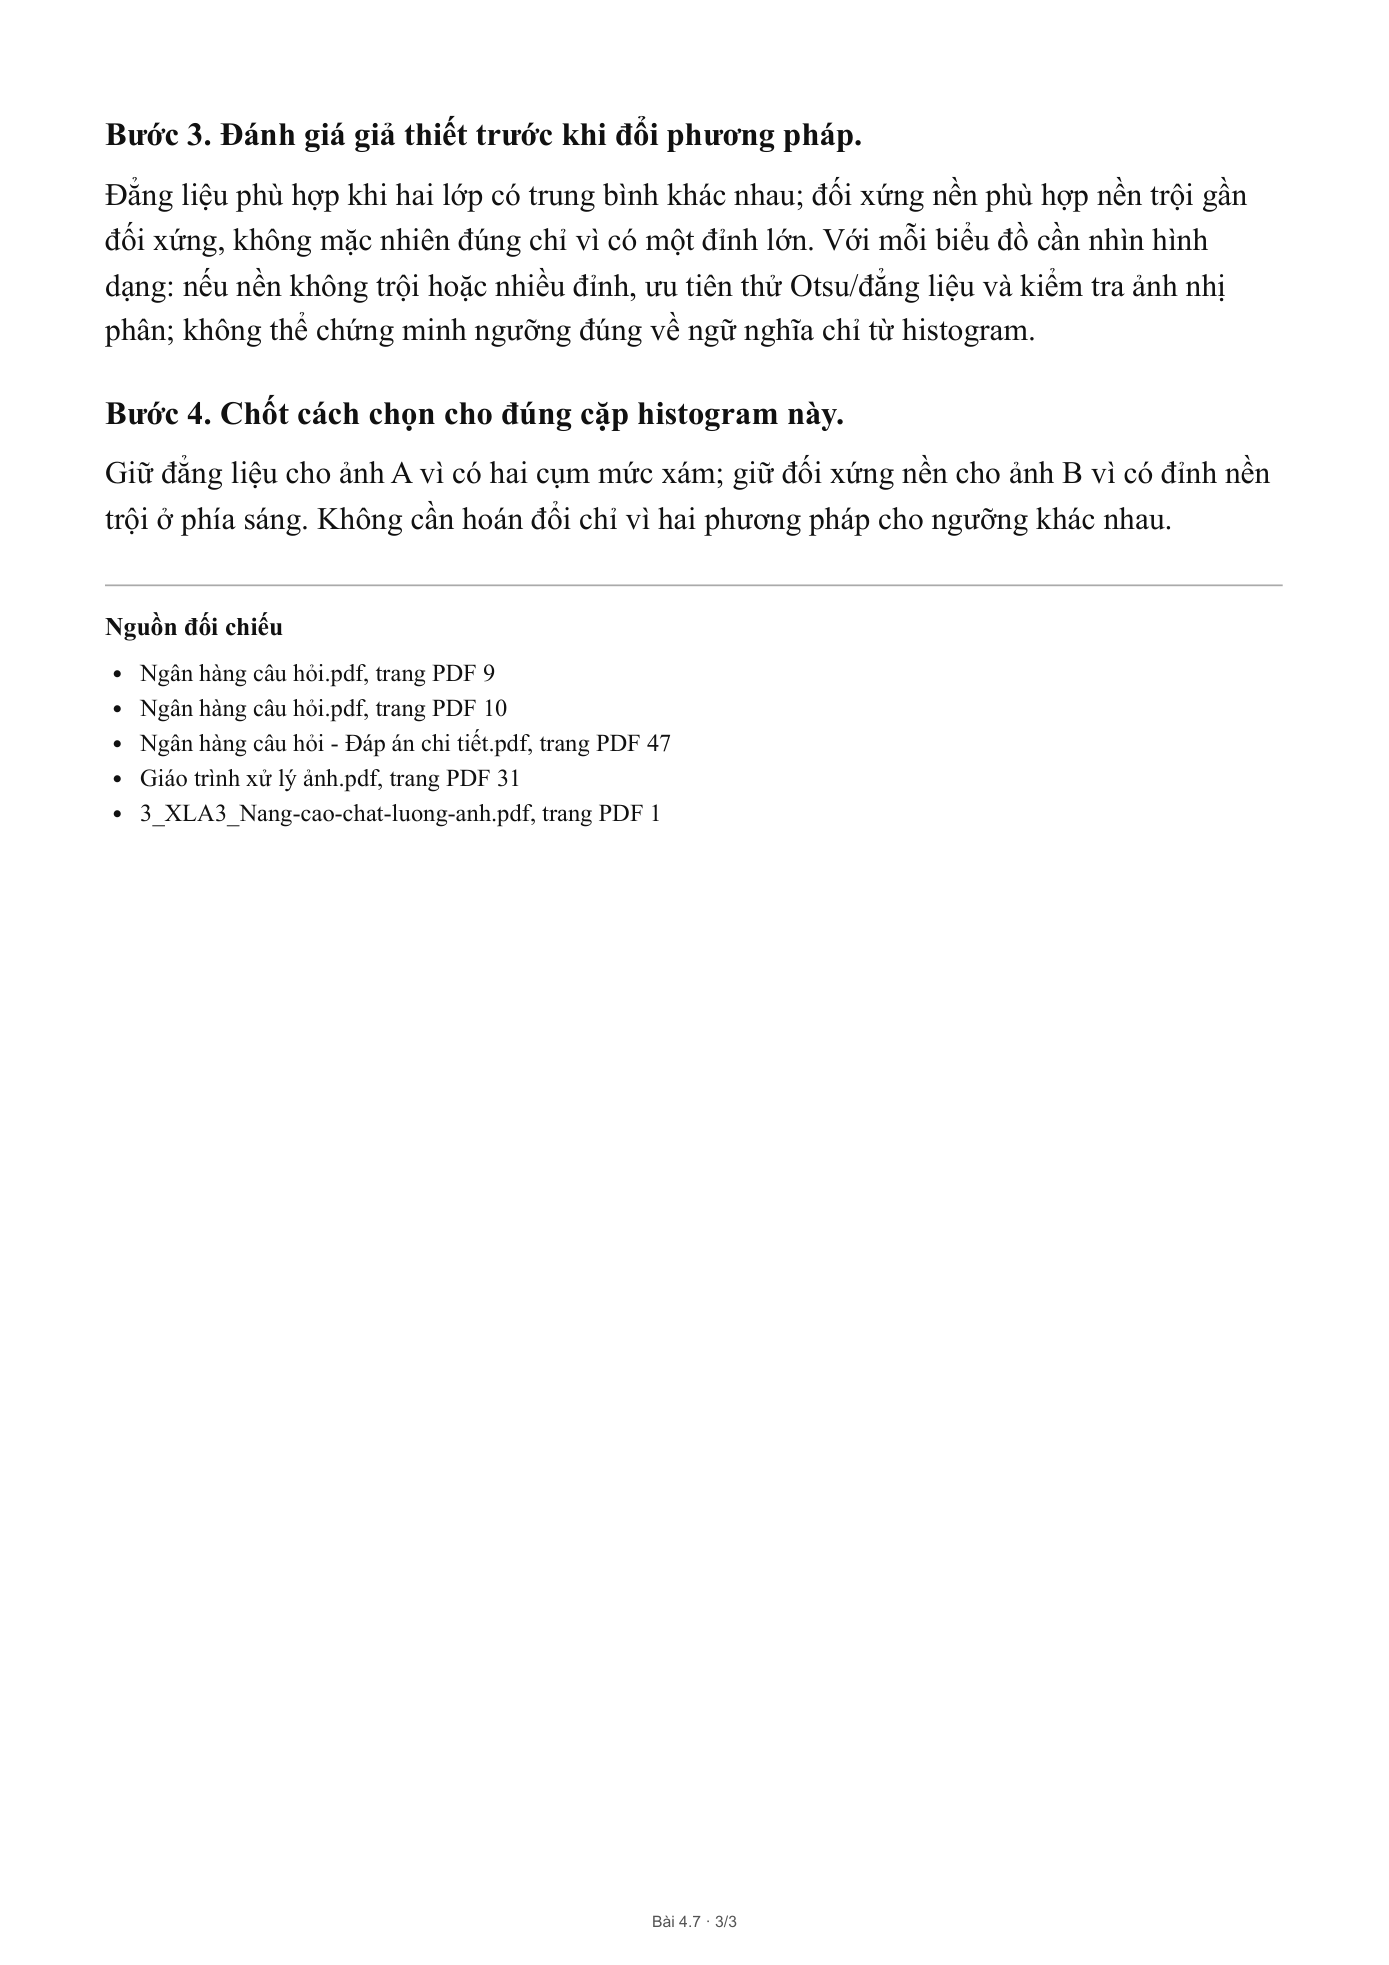 Bước 3. Đánh giá giả thiết trước khi đổi phương pháp.
Đẳng liệu phù hợp khi hai lớp có trung bình khác nhau; đối xứng nền phù hợp nền trội gần
đối xứng, không mặc nhiên đúng chỉ vì có một đỉnh lớn. Với mỗi biểu đồ cần nhìn hình
dạng: nếu nền không trội hoặc nhiều đỉnh, ưu tiên thử Otsu/đẳng liệu và kiểm tra ảnh nhị
phân; không thể chứng minh ngưỡng đúng về ngữ nghĩa chỉ từ histogram.
Bước 4. Chốt cách chọn cho đúng cặp histogram này.
Giữ đẳng liệu cho ảnh A vì có hai cụm mức xám; giữ đối xứng nền cho ảnh B vì có đỉnh nền
trội ở phía sáng. Không cần hoán đổi chỉ vì hai phương pháp cho ngưỡng khác nhau.
Nguồn đối chiếu
• Ngân hàng câu hỏi.pdf, trang PDF 9
• Ngân hàng câu hỏi.pdf, trang PDF 10
• Ngân hàng câu hỏi - Đáp án chi tiết.pdf, trang PDF 47
• Giáo trình xử lý ảnh.pdf, trang PDF 31
• 3_XLA3_Nang-cao-chat-luong-anh.pdf, trang PDF 1
Bài 4.7 · 3/3